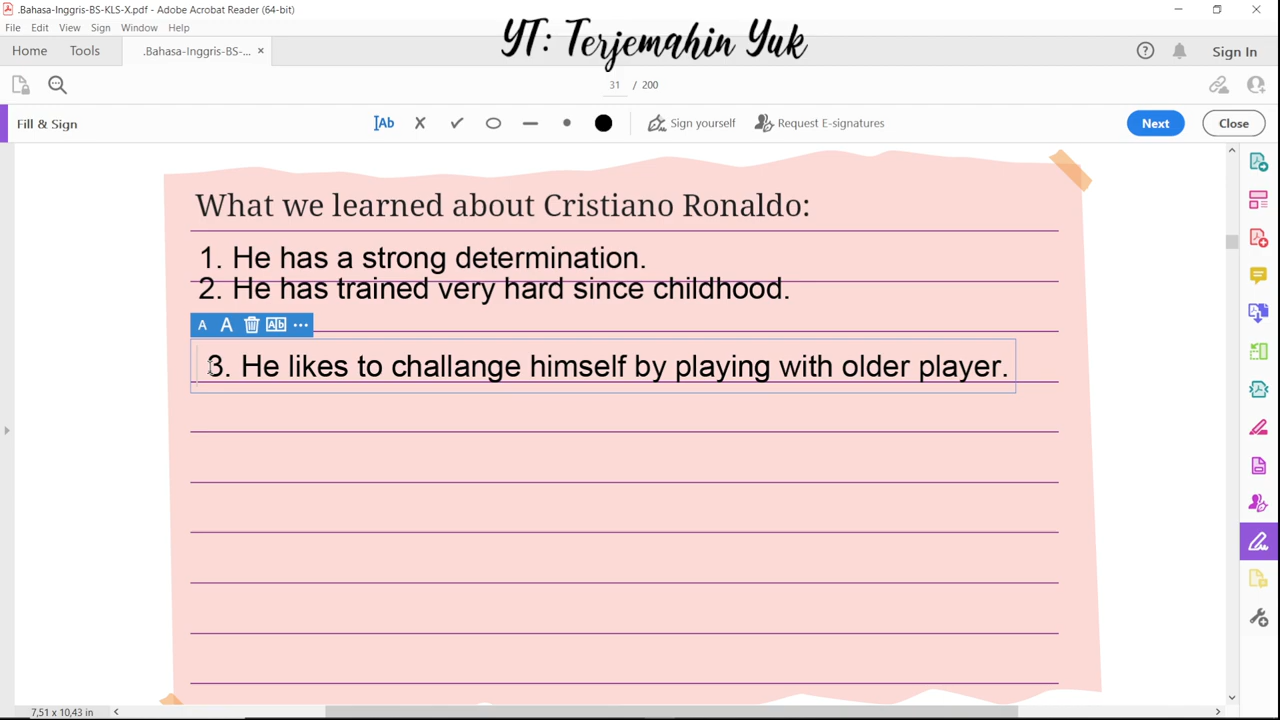 .Bahasa-Inggris-BS-KLS-X.pdf - Adobe Acrobat Reader (64-bit)
File Edit View Sign Window Help
YT: Terjemahin Yuk
Home Tools .Bahasa-Inggris-BS-... × Sign In
31 / 200
Fill & Sign Ab Sign yourself Request E-signatures Next Close
What we learned about Cristiano Ronaldo:
1. He has a strong determination.
2. He has trained very hard since childhood.
A A Ab ...
3. He likes to challange himself by playing with older player.
7,51 x 10,43 in